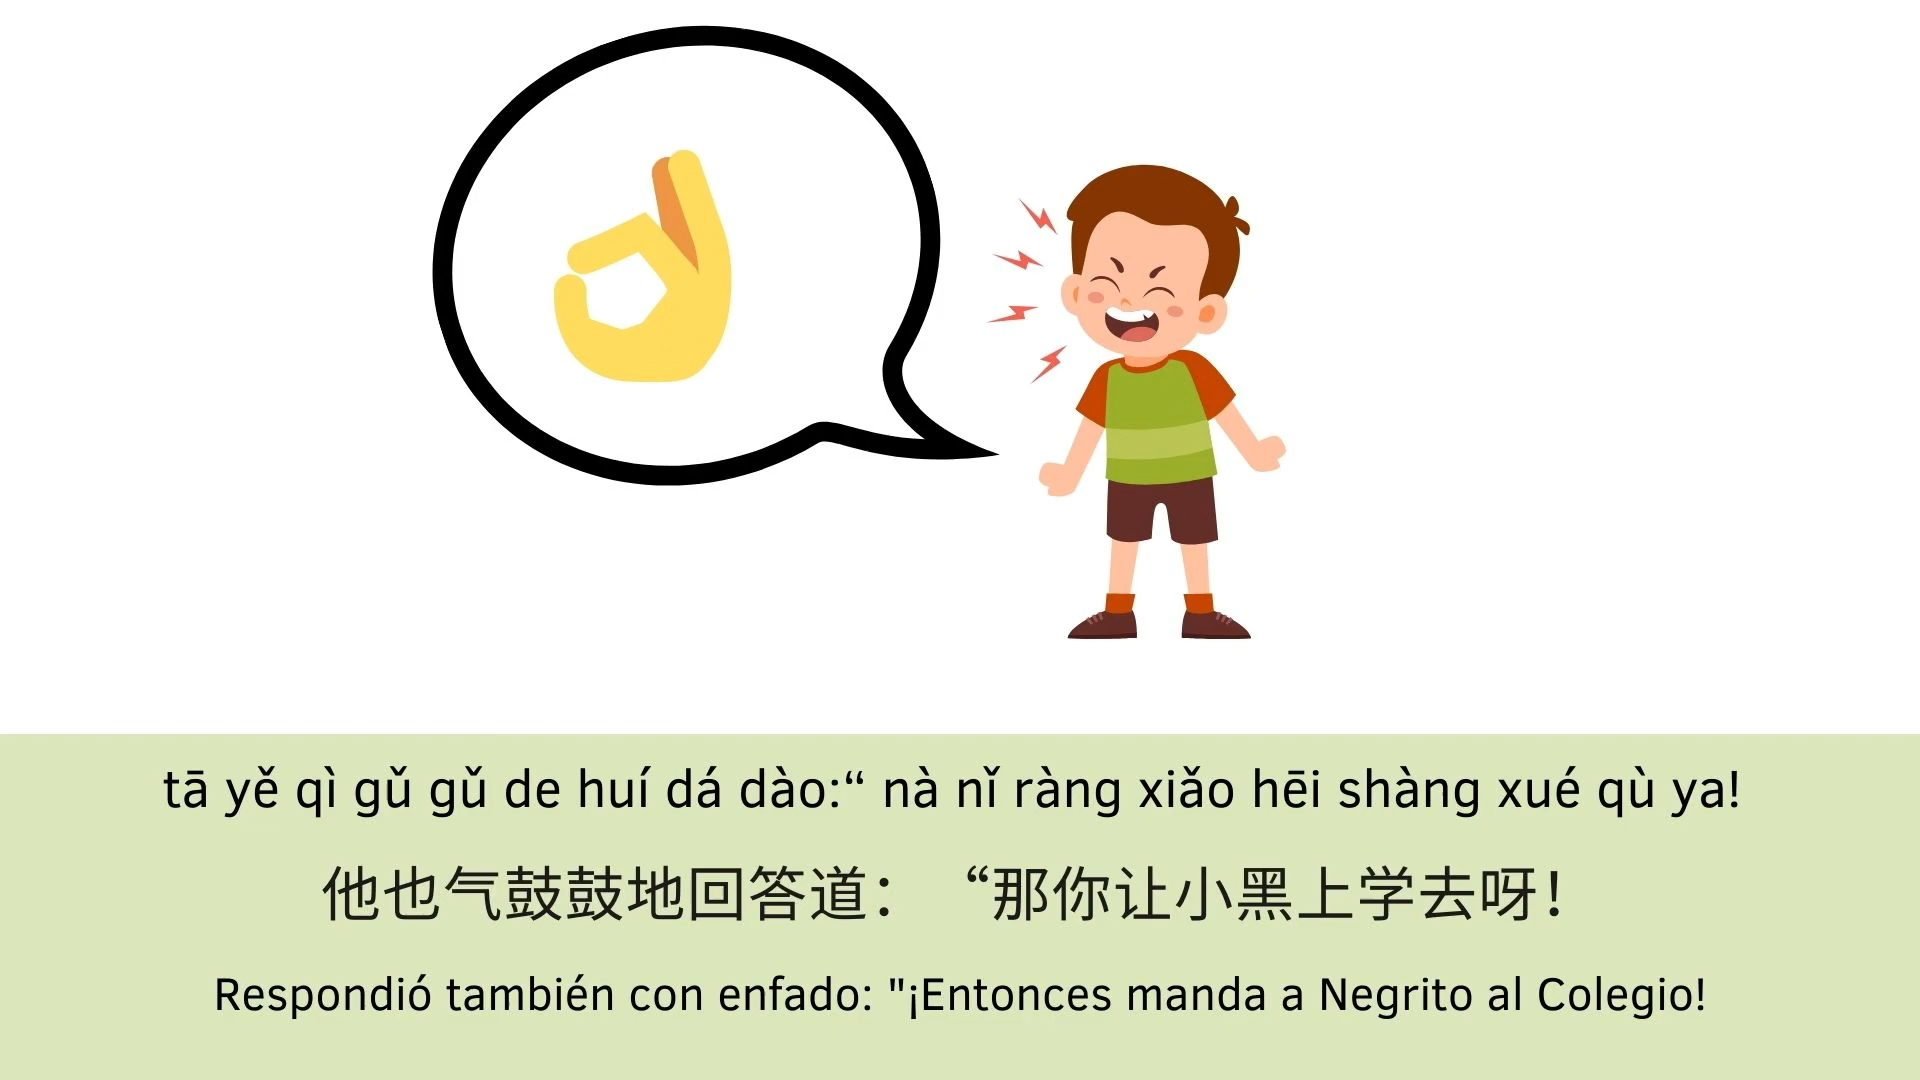 tā yě qì gǔ gǔ de huí dá dào:“ nà nǐ ràng xiǎo hēi shàng xué qù ya!
他也气鼓鼓地回答道：“那你让小黑上学去呀！
Respondió también con enfado: "¡Entonces manda a Negrito al Colegio!